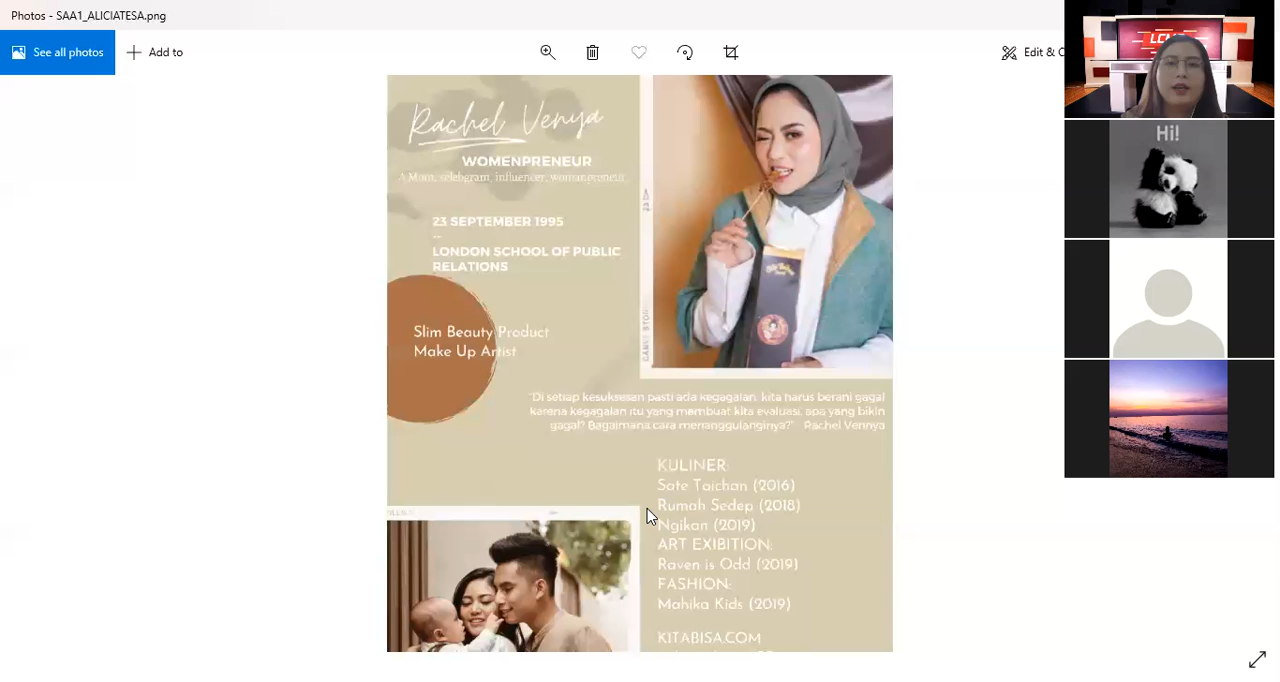 Photos - SAA1_ALICIATESA.png
See all photos
Add to
Edit & C
Hi!
Rachel Venya
WOMENPRENEUR
A Mom, selebgram, influencer, womanpreneur
23 SEPTEMBER 1995
--
LONDON SCHOOL OF PUBLIC
RELATIONS
Slim Beauty Product
Make Up Artist
"Di setiap kesuksesan pasti ada kegagalan, kita harus berani gagal
karena kegagalan itu yang membuat kita evaluasi, apa yang bikin
gagal? Bagaimana cara menanggulanginya?" Rachel Vennya
KULINER:
Sate Taichan (2016)
Rumah Sedep (2018)
Ngikan (2019)
ART EXIBITION:
Raven is Odd (2019)
FASHION:
Mahika Kids (2019)
KITABISA.COM